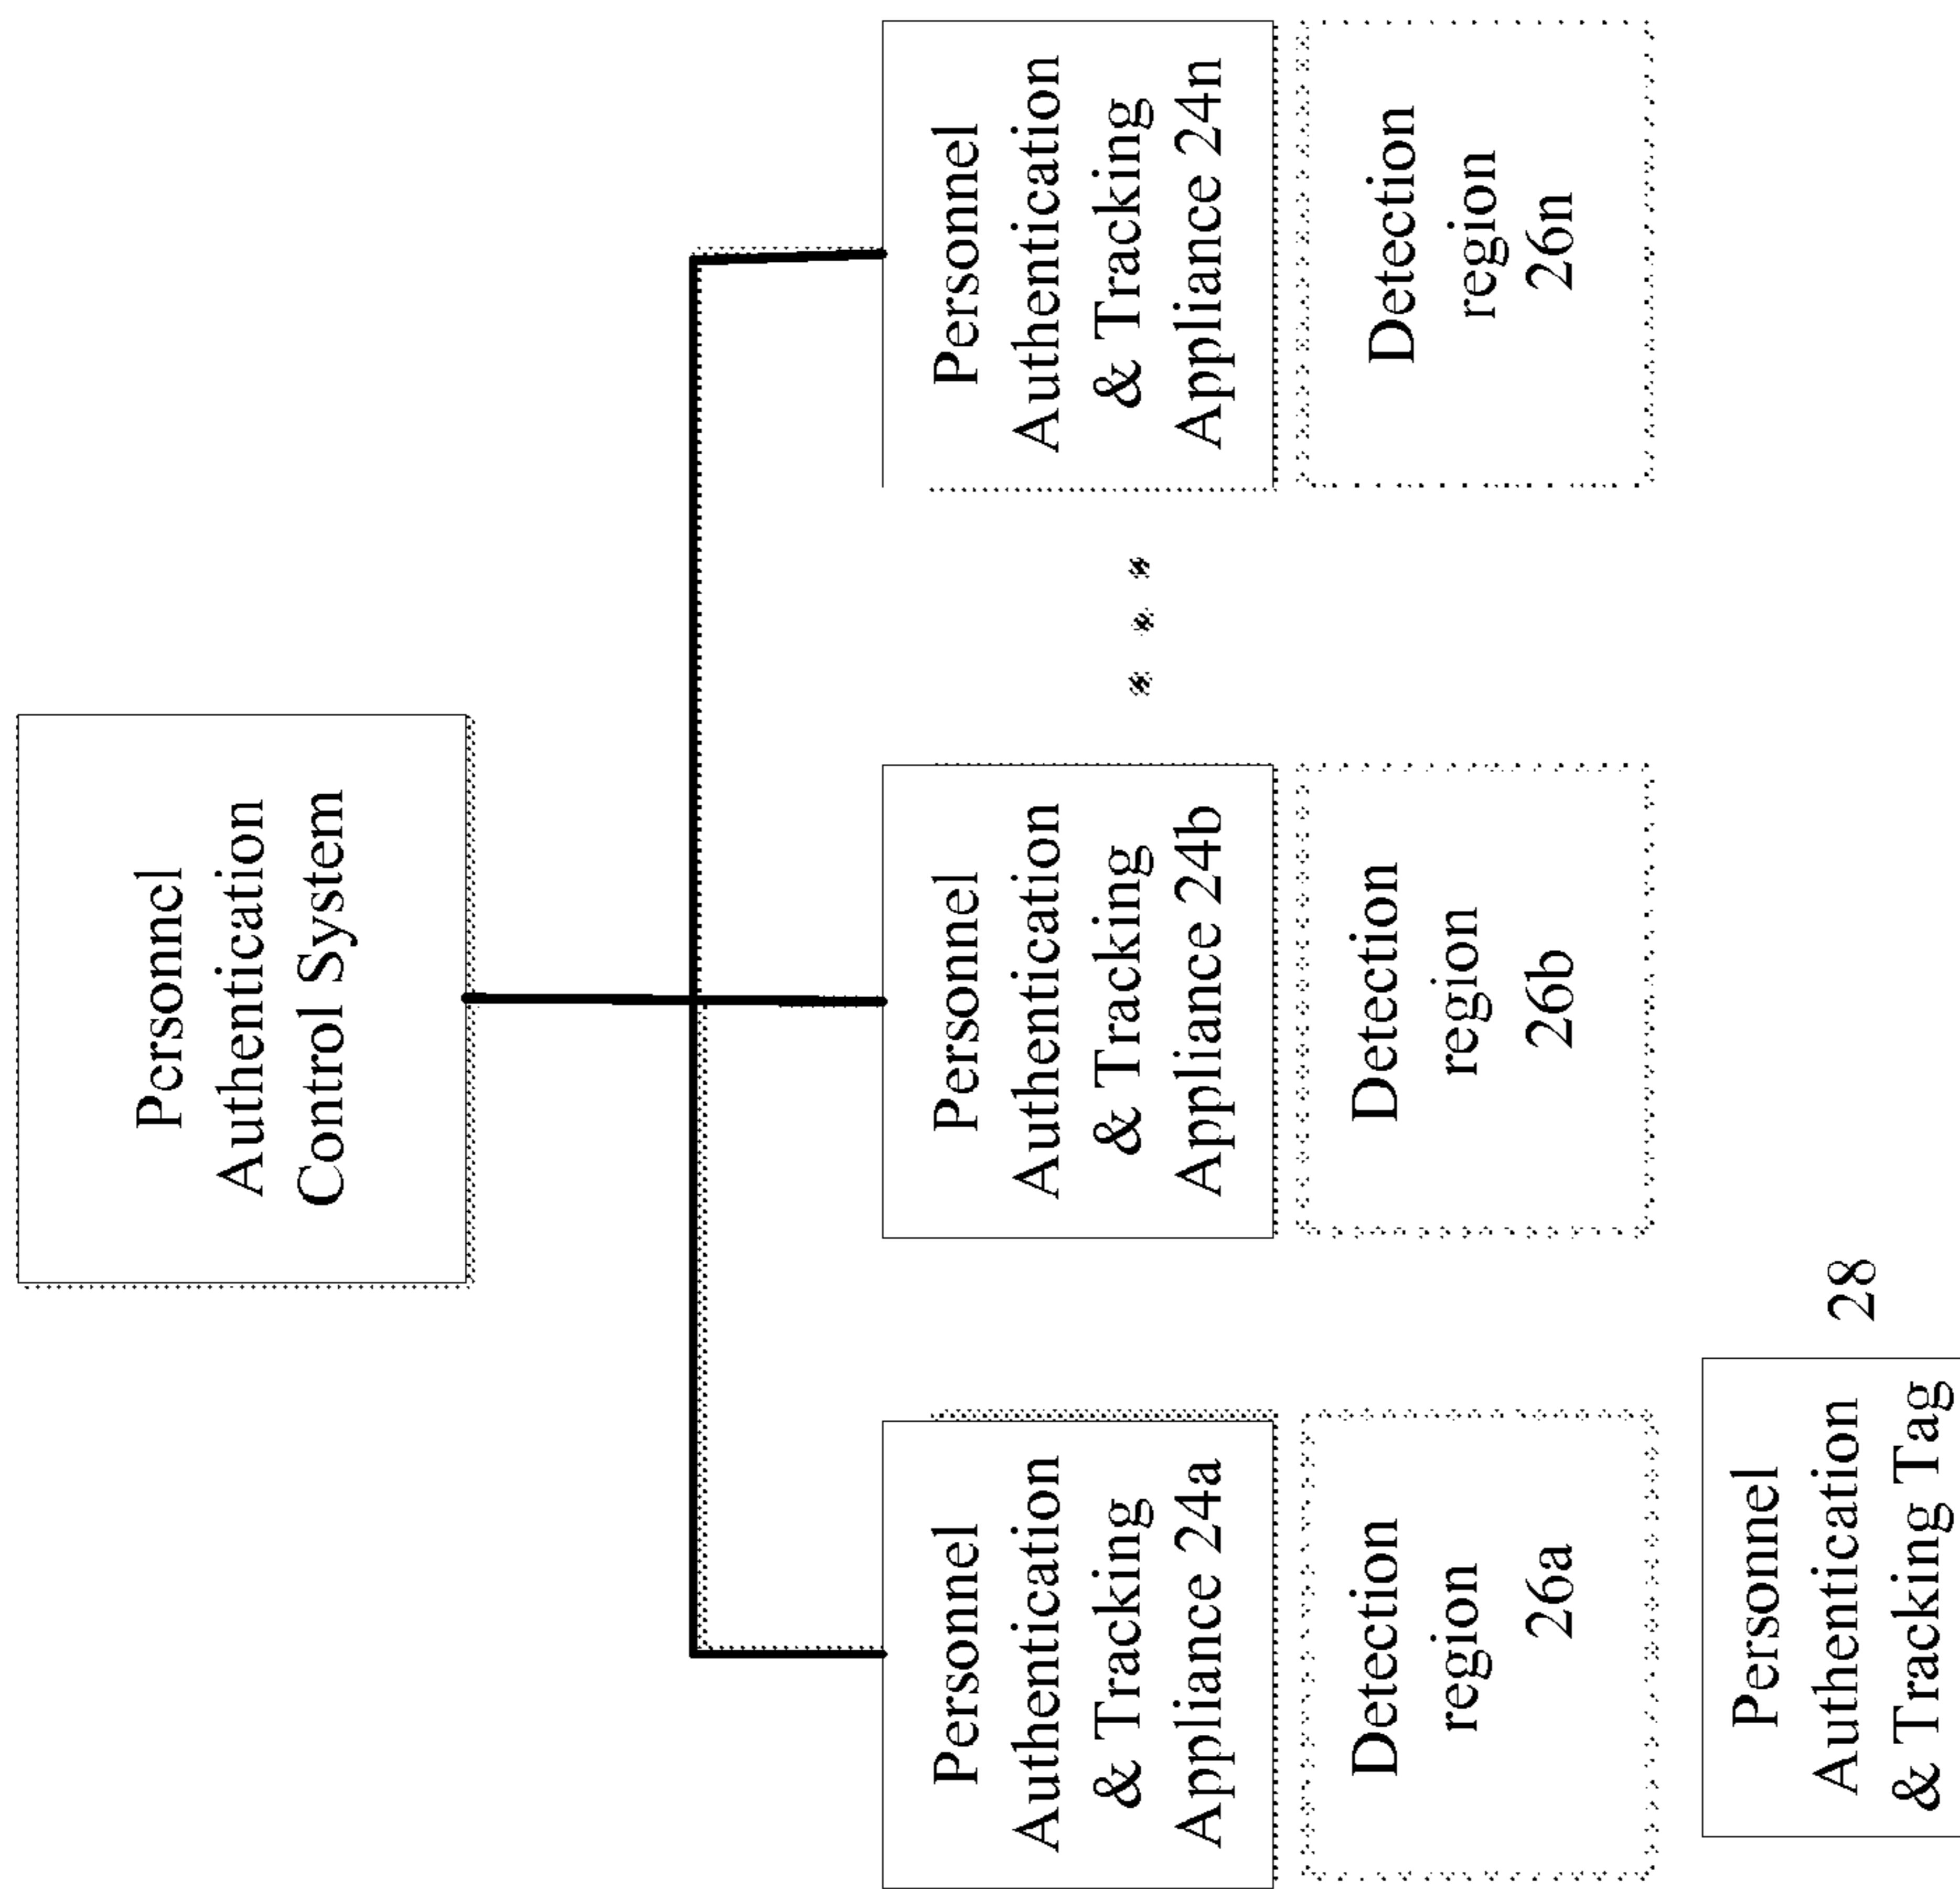 Personnel
Authentication
Control System
Personnel
Authentication
& Tracking
Appliance 24a
Personnel
Authentication
& Tracking
Appliance 24b
Personnel
Authentication
& Tracking
Appliance 24n
Detection
region
26a
Detection
region
26b
Detection
region
26n
Personnel
Authentication
& Tracking Tag
28